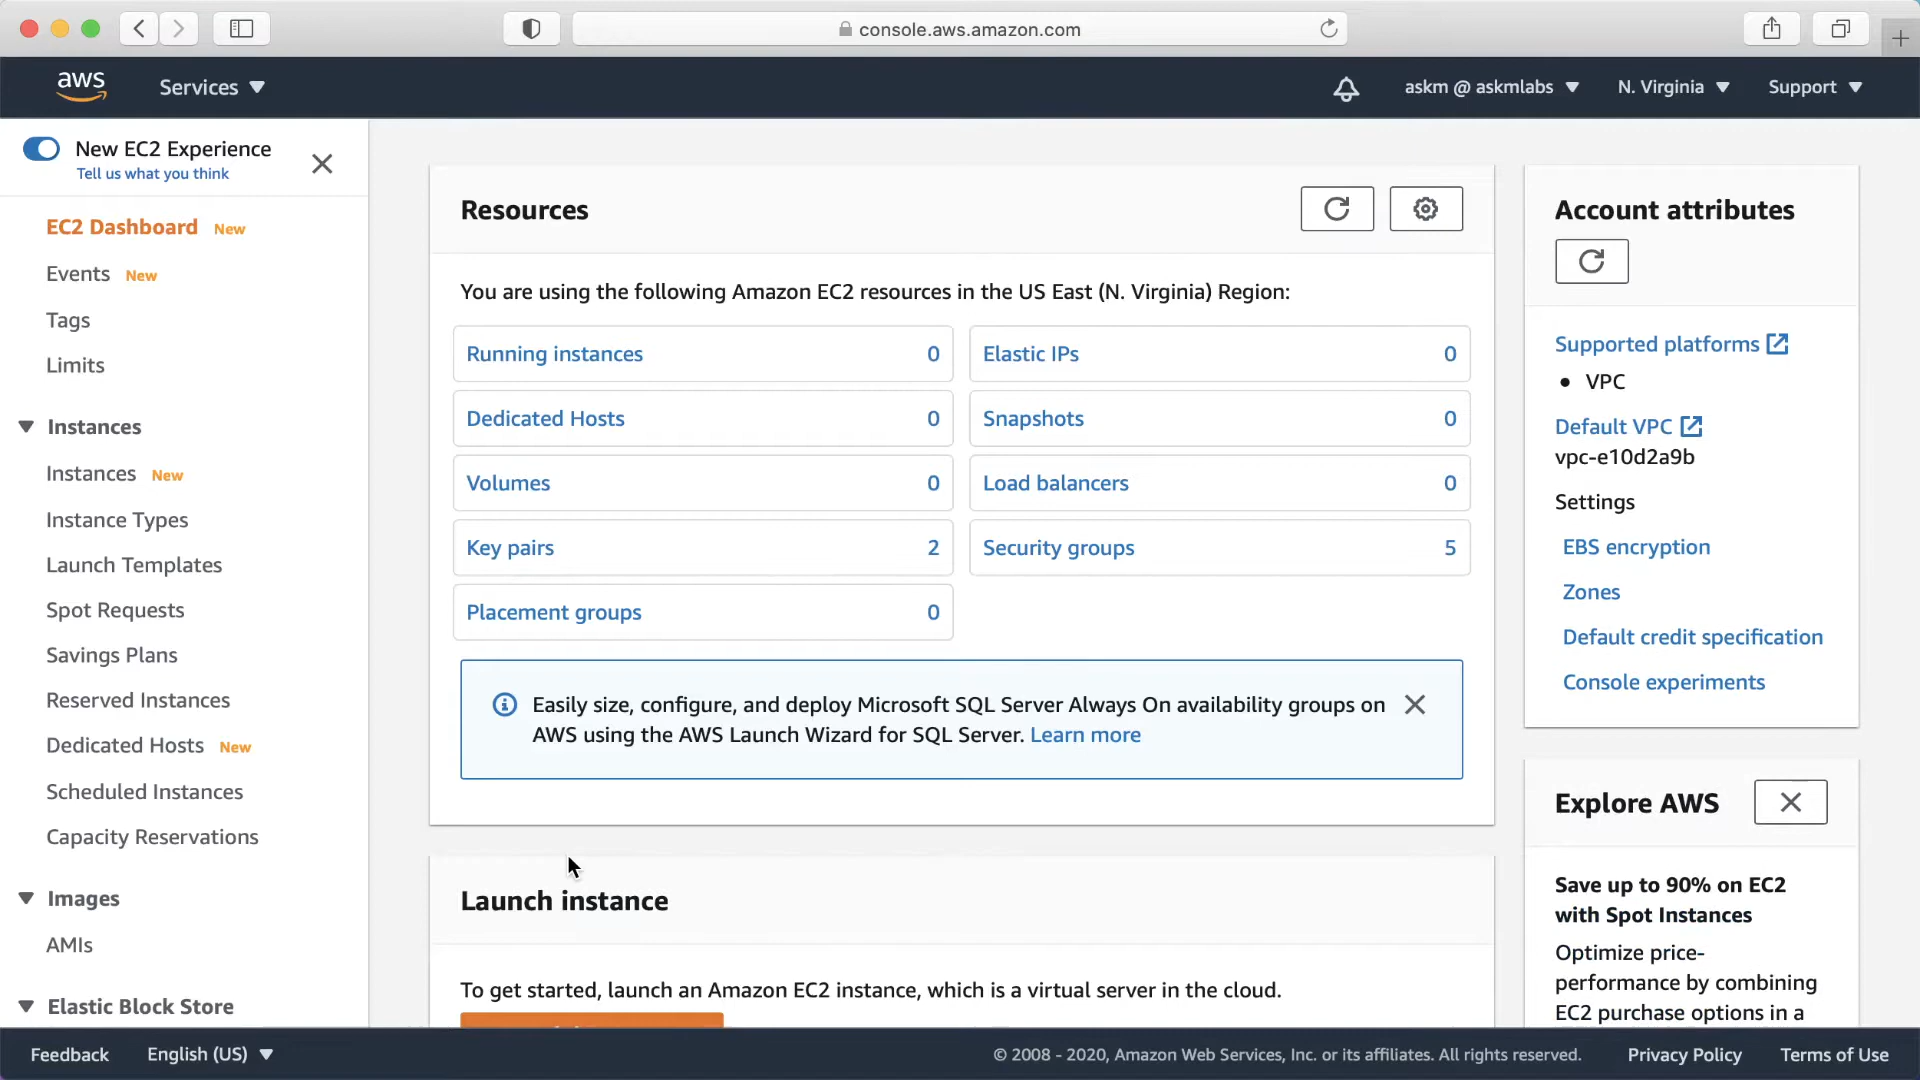 console.aws.amazon.com
aws
Services
askm @ askmlabs
N. Virginia
Support
New EC2 Experience
Tell us what you think
EC2 Dashboard New
Events New
Tags
Limits
Instances
Instances New
Instance Types
Launch Templates
Spot Requests
Savings Plans
Reserved Instances
Dedicated Hosts New
Scheduled Instances
Capacity Reservations
Images
AMIs
Elastic Block Store
Resources
You are using the following Amazon EC2 resources in the US East (N. Virginia) Region:
Running instances 0
Elastic IPs 0
Dedicated Hosts 0
Snapshots 0
Volumes 0
Load balancers 0
Key pairs 2
Security groups 5
Placement groups 0
Easily size, configure, and deploy Microsoft SQL Server Always On availability groups on
AWS using the AWS Launch Wizard for SQL Server. Learn more
Launch instance
To get started, launch an Amazon EC2 instance, which is a virtual server in the cloud.
Account attributes
Supported platforms
• VPC
Default VPC
vpc-e10d2a9b
Settings
EBS encryption
Zones
Default credit specification
Console experiments
Explore AWS
Save up to 90% on EC2
with Spot Instances
Optimize price-
performance by combining
EC2 purchase options in a
Feedback
English (US)
© 2008 - 2020, Amazon Web Services, Inc. or its affiliates. All rights reserved.
Privacy Policy
Terms of Use